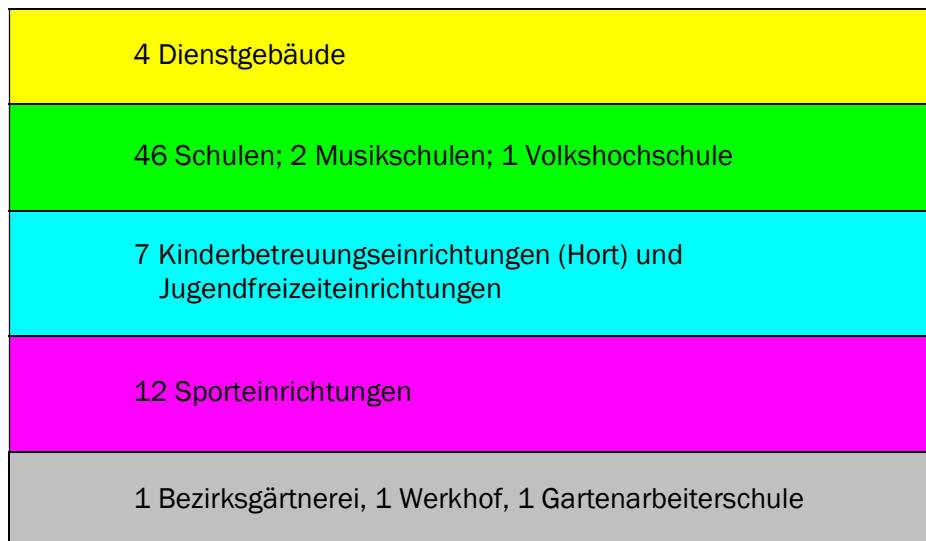 4 Dienstgebäude
46 Schulen; 2 Musikschulen; 1 Volkshochschule
7 Kinderbetreuungseinrichtungen (Hort) und
Jugendfreizeiteinrichtungen
12 Sporteinrichtungen
1 Bezirksgärtnerei, 1 Werkhof, 1 Gartenarbeiterschule